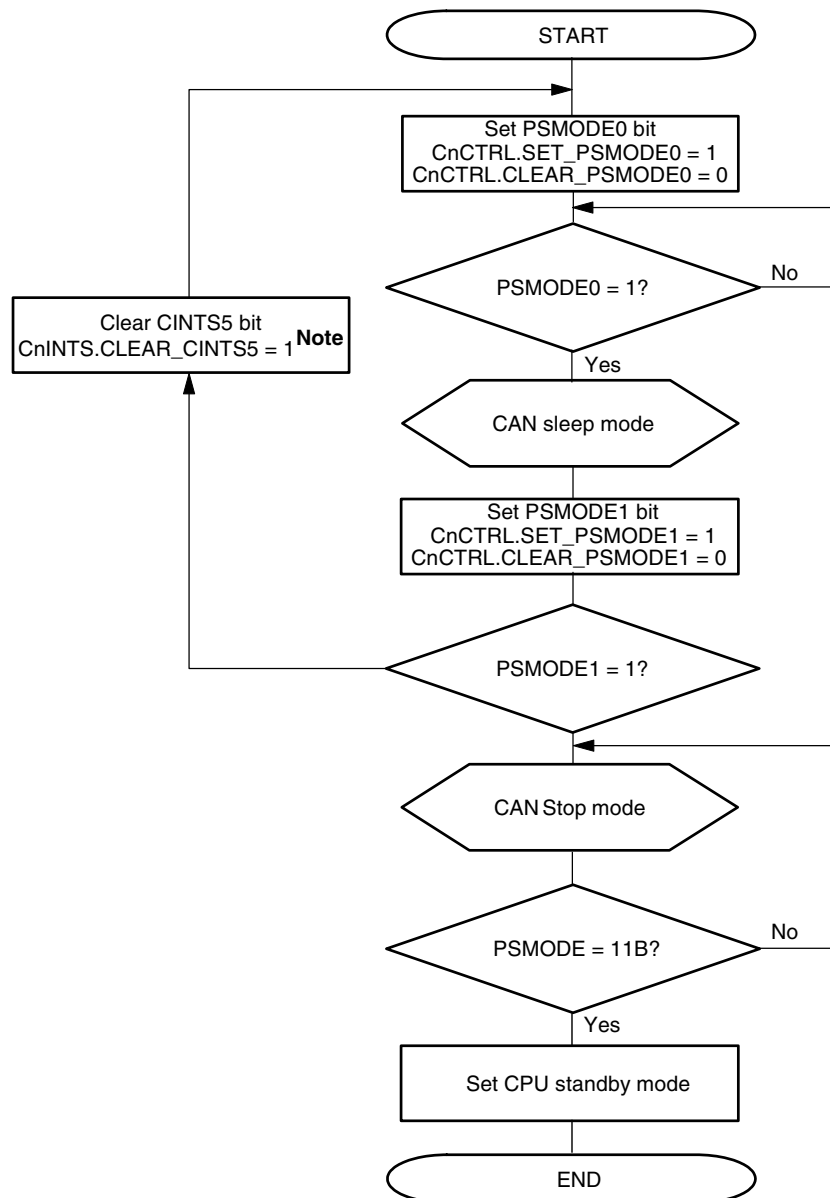 START
Set PSMODE0 bit
CnCTRL.SET_PSMODE0 = 1
CnCTRL.CLEAR_PSMODE0 = 0
PSMODE0 = 1?
No
Yes
Clear CINTS5 bit
CnINTS.CLEAR_CINTS5 = 1 Note
CAN sleep mode
Set PSMODE1 bit
CnCTRL.SET_PSMODE1 = 1
CnCTRL.CLEAR_PSMODE1 = 0
PSMODE1 = 1?
CAN Stop mode
PSMODE = 11B?
No
Yes
Set CPU standby mode
END